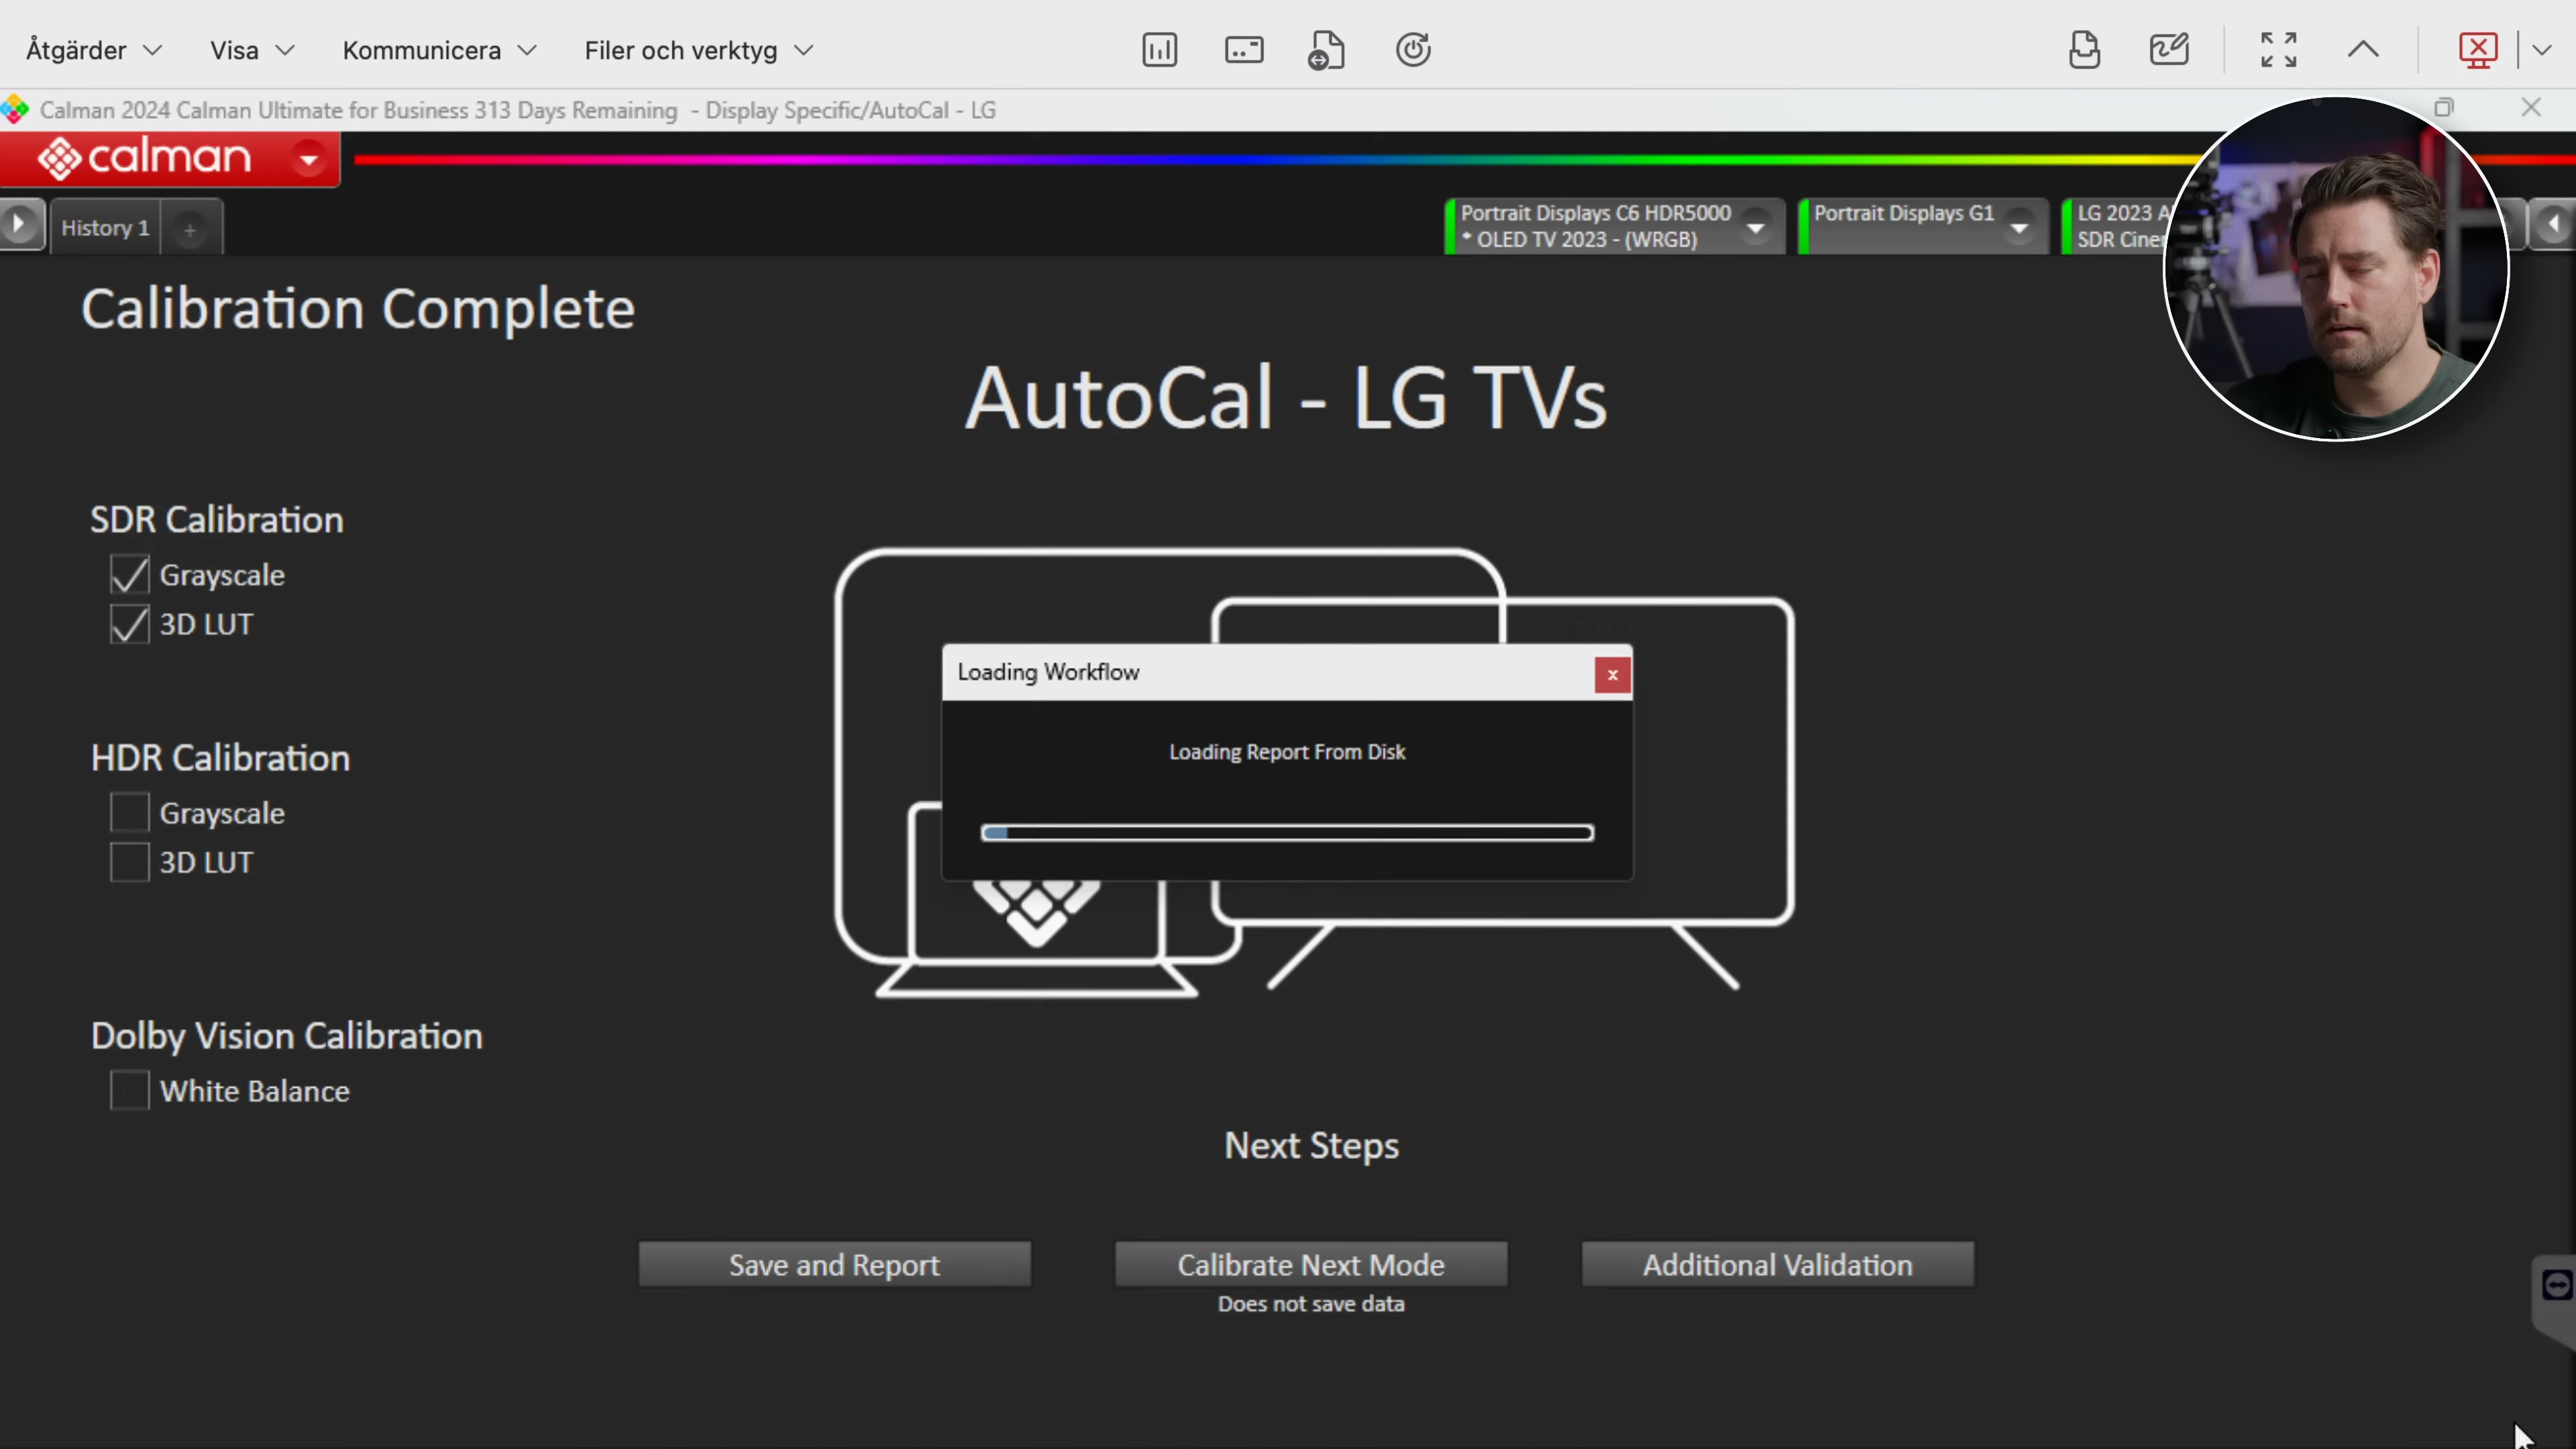 Åtgärder
Visa
Kommunicera
Filer och verktyg
Calman 2024 Calman Ultimate for Business 313 Days Remaining - Display Specific/AutoCal - LG
calman
History 1
+
Portrait Displays C6 HDR5000
* OLED TV 2023 - (WRGB)
Portrait Displays G1
LG 2023
SDR
Calibration Complete
AutoCal - LG TVs
SDR Calibration
Grayscale
3D LUT
Loading Workflow
x
Loading Report From Disk
HDR Calibration
Grayscale
3D LUT
Dolby Vision Calibration
White Balance
Next Steps
Save and Report
Calibrate Next Mode
Does not save data
Additional Validation